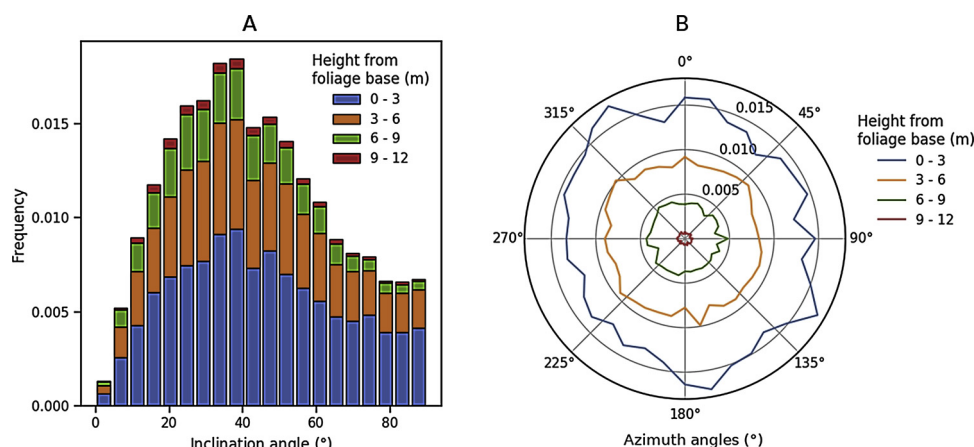 A
Height from
foliage base (m)
0 - 3
3 - 6
6 - 9
9 - 12
Frequency
0.015
0.010
0.005
0.000
0 20 40 60 80
Inclination angle (°)
B
0°
45°
90°
135°
180°
225°
270°
315°
0.015
0.010
0.005
Azimuth angles (°)
Height from
foliage base (m)
0 - 3
3 - 6
6 - 9
9 - 12